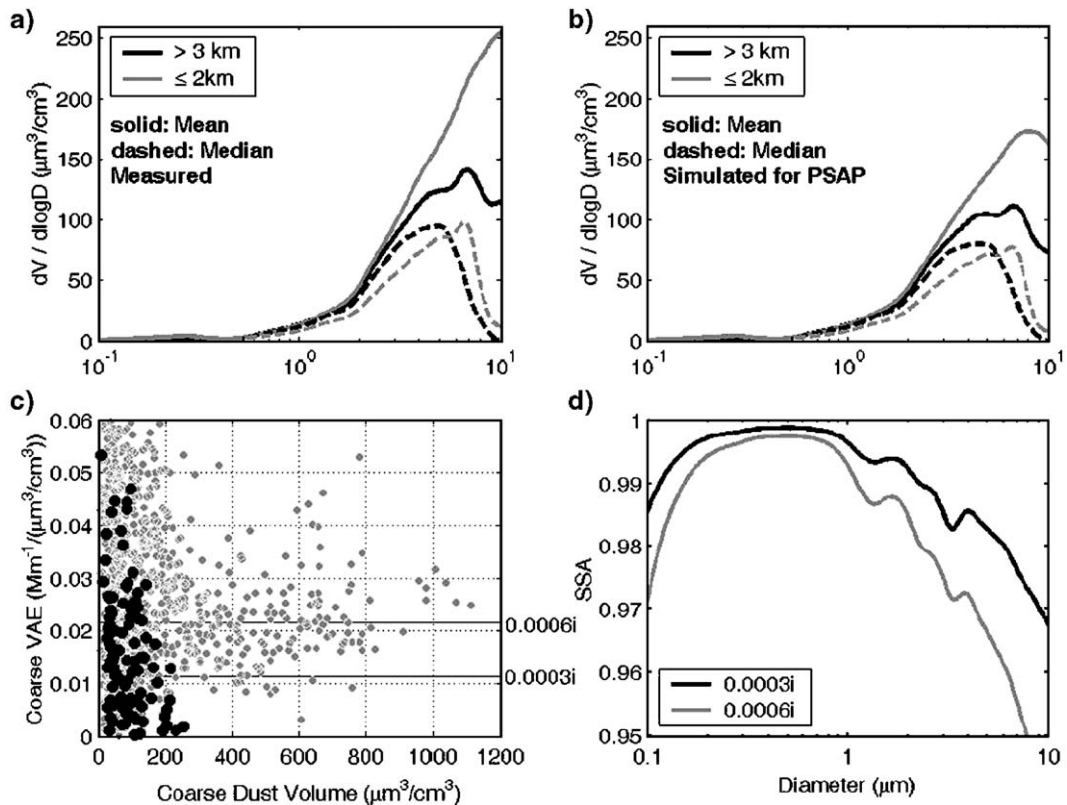 a)
250
200
150
100
50
0
dV / dlogD (μm³/cm³)
> 3 km
≤ 2km
solid: Mean
dashed: Median
Measured
10⁻¹ 10⁰ 10¹
b)
250
200
150
100
50
0
dV / dlogD (μm³/cm³)
> 3 km
≤ 2km
solid: Mean
dashed: Median
Simulated for PSAP
10⁻¹ 10⁰ 10¹
c)
0.06
0.05
0.04
0.03
0.02
0.01
0
Coarse VAE (Mm⁻¹/(μm³/cm³))
0.0006i
0.0003i
0 200 400 600 800 1000 1200
Coarse Dust Volume (μm³/cm³)
d)
1
0.99
0.98
0.97
0.96
0.95
SSA
0.0003i
0.0006i
0.1 1 10
Diameter (μm)